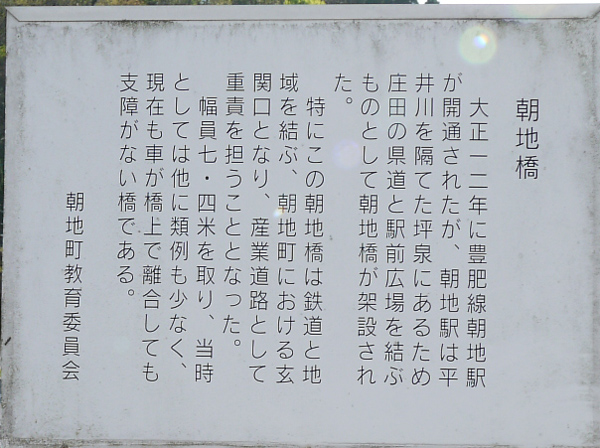 朝地橋
大正一二年に豊肥線朝地駅
が開通されたが、朝地駅は平
井川を隔てた坪泉にあるため
庄田の県道と駅前広場を結ぶ
ものとして朝地橋が架設され
た。
特にこの朝地橋は鉄道と地
域を結ぶ、朝地町における玄
関口となり、産業道路として
重責を担うこととなった。
幅員七・四米を取り、当時
としては他に類例も少なく、
現在も車が橋上で離合しても
支障がない橋である。
朝地町教育委員会